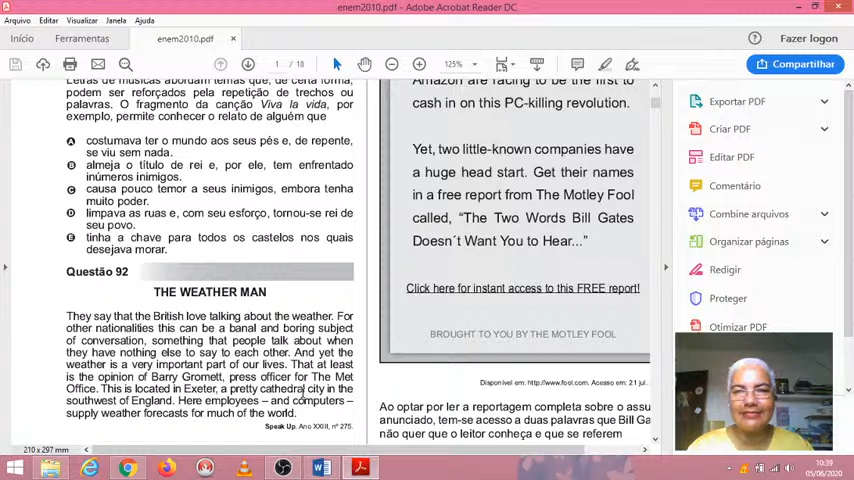 enem2010.pdf - Adobe Acrobat Reader DC
Arquivo Editar Visualizar Janela Ajuda
Início Ferramentas enem2010.pdf × Fazer logon
1 / 18 125% Compartilhar
Letras de músicas abordam temas que, de certa forma,
podem ser reforçados pela repetição de trechos ou
palavras. O fragmento da canção Viva la vida, por
exemplo, permite conhecer o relato de alguém que
A costumava ter o mundo aos seus pés e, de repente,
se viu sem nada.
B almeja o título de rei e, por ele, tem enfrentado
inúmeros inimigos.
C causa pouco temor a seus inimigos, embora tenha
muito poder.
D limpava as ruas e, com seu esforço, tornou-se rei de
seu povo.
E tinha a chave para todos os castelos nos quais
desejava morar.
Questão 92
THE WEATHER MAN
They say that the British love talking about the weather. For
other nationalities this can be a banal and boring subject
of conversation, something that people talk about when
they have nothing else to say to each other. And yet the
weather is a very important part of our lives. That at least
is the opinion of Barry Gromett, press officer for The Met
Office. This is located in Exeter, a pretty cathedral city in the
southwest of England. Here employees – and computers –
supply weather forecasts for much of the world.
Speak Up. Ano XXIII, nº 275.
210 x 297 mm
Amazon are racing to be the first to
cash in on this PC-killing revolution.
Yet, two little-known companies have
a huge head start. Get their names
in a free report from The Motley Fool
called, “The Two Words Bill Gates
Doesn´t Want You to Hear...”
Click here for instant access to this FREE report!
BROUGHT TO YOU BY THE MOTLEY FOOL
Disponível em: http://www.fool.com. Acesso em: 21 jul.
Ao optar por ler a reportagem completa sobre o assu
anunciado, tem-se acesso a duas palavras que Bill Ga
não quer que o leitor conheça e que se referem
Exportar PDF
Criar PDF
Editar PDF
Comentário
Combine arquivos
Organizar páginas
Redigir
Proteger
Otimizar PDF
10:39
05/06/2020